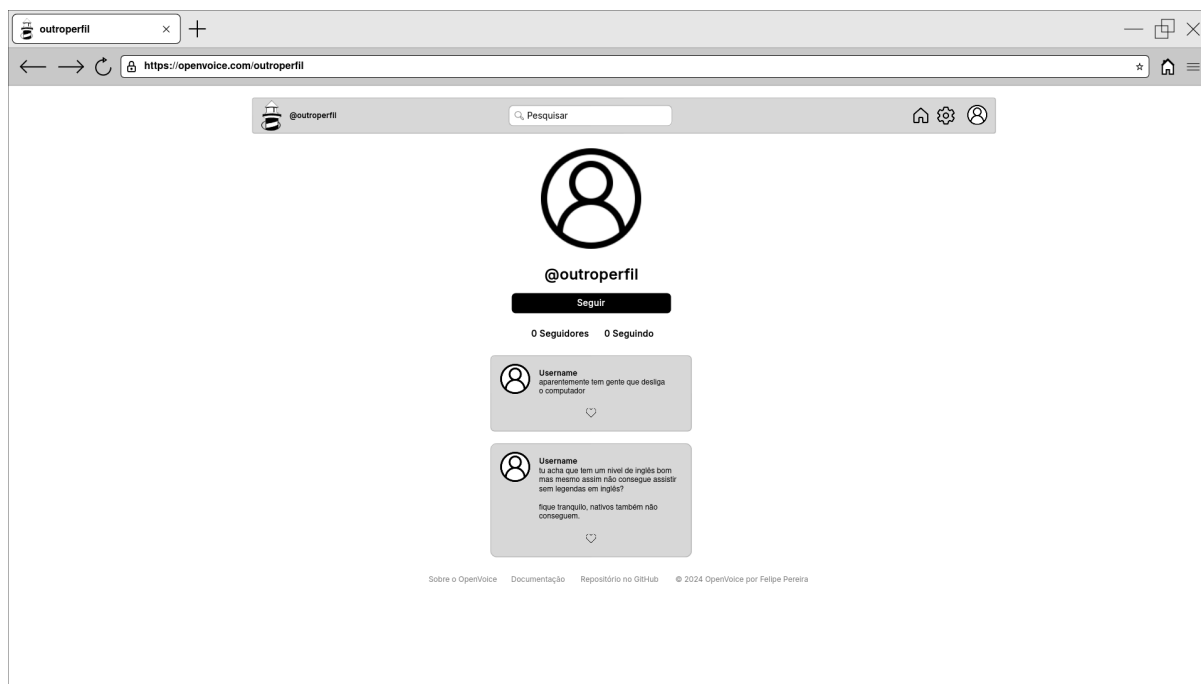 outroperfil
https://openvoice.com/outroperfil
@outroperfil
Pesquisar
@outroperfil
Seguir
0 Seguidores 0 Seguindo
Username
aparentemente tem gente que desliga
o computador
Username
tu acha que tem um nivel de inglês bom
mas mesmo assim não consegue assistir
sem legendas em inglês?
fique tranquilo, nativos também não
conseguem.
Sobre o OpenVoice Documentação Repositório no GitHub © 2024 OpenVoice por Felipe Pereira